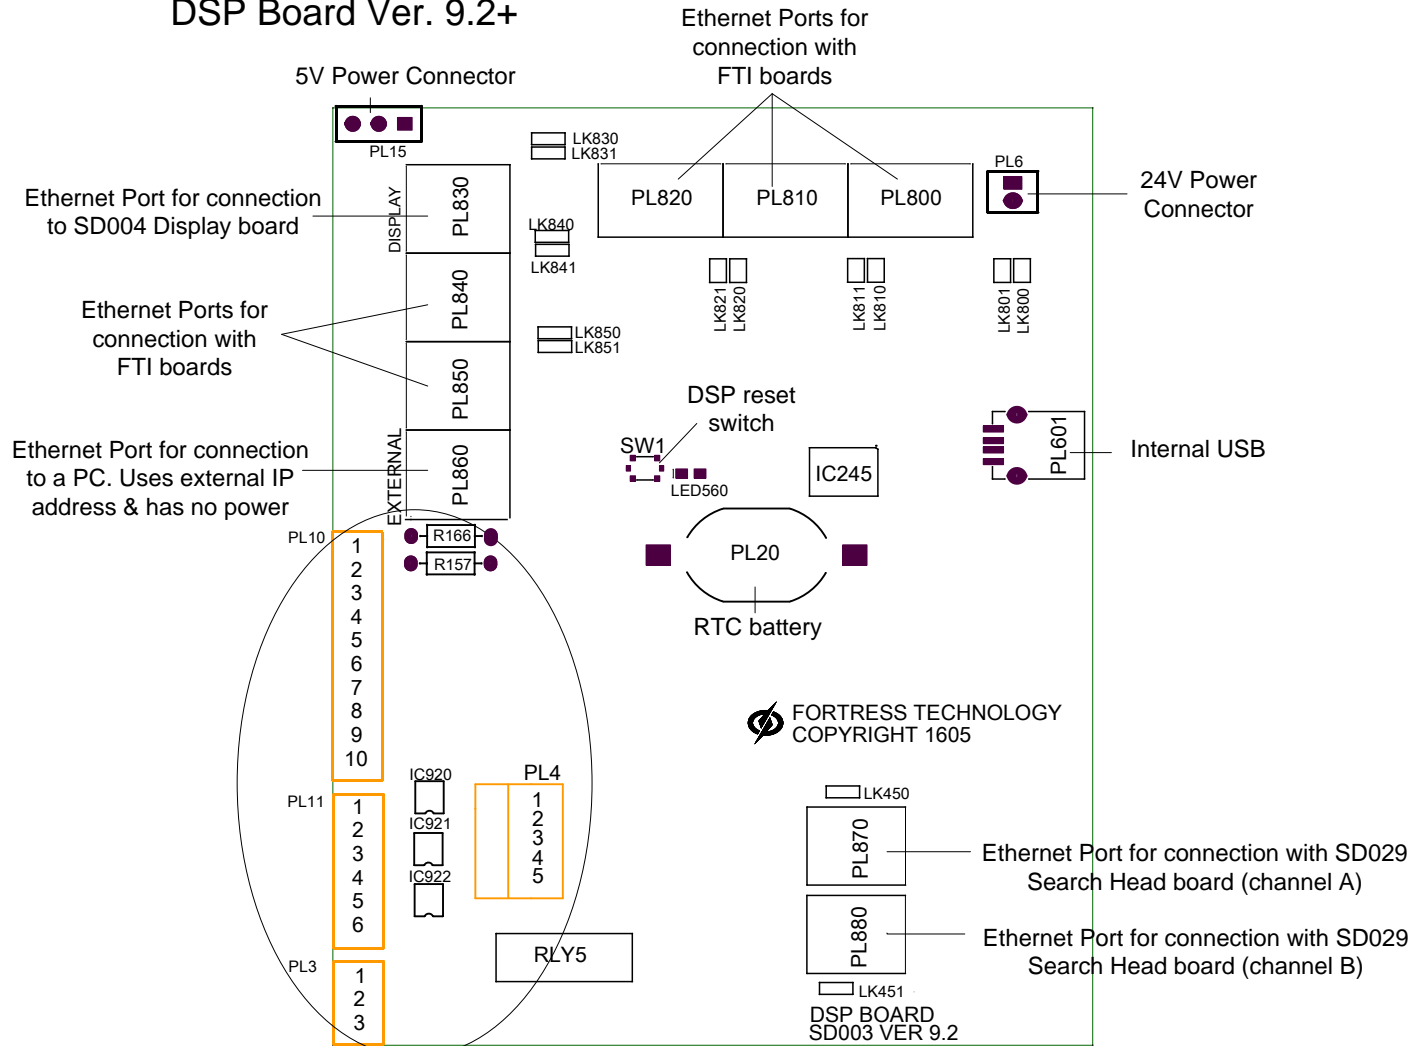 DSP Board Ver. 9.2+
Ethernet Ports for
connection with
FTI boards
5V Power Connector
PL15
LK830
LK831
PL6
24V Power
Connector
Ethernet Port for connection
to SD004 Display board
DISPLAY
PL830
PL820
PL810
PL800
LK840
LK841
LK821
LK820
LK811
LK810
LK801
LK800
Ethernet Ports for
connection with
FTI boards
PL840
PL850
LK850
LK851
DSP reset
switch
SW1
LED560
IC245
PL601
Internal USB
Ethernet Port for connection
to a PC. Uses external IP
address & has no power
EXTERNAL
PL860
R166
R157
PL20
RTC battery
PL10
1
2
3
4
5
6
7
8
9
10
FORTRESS TECHNOLOGY
COPYRIGHT 1605
PL11
1
2
3
4
5
6
IC920
IC921
IC922
PL4
1
2
3
4
5
RLY5
PL3
1
2
3
LK450
PL870
Ethernet Port for connection with SD029
Search Head board (channel A)
PL880
Ethernet Port for connection with SD029
Search Head board (channel B)
LK451
DSP BOARD
SD003 VER 9.2